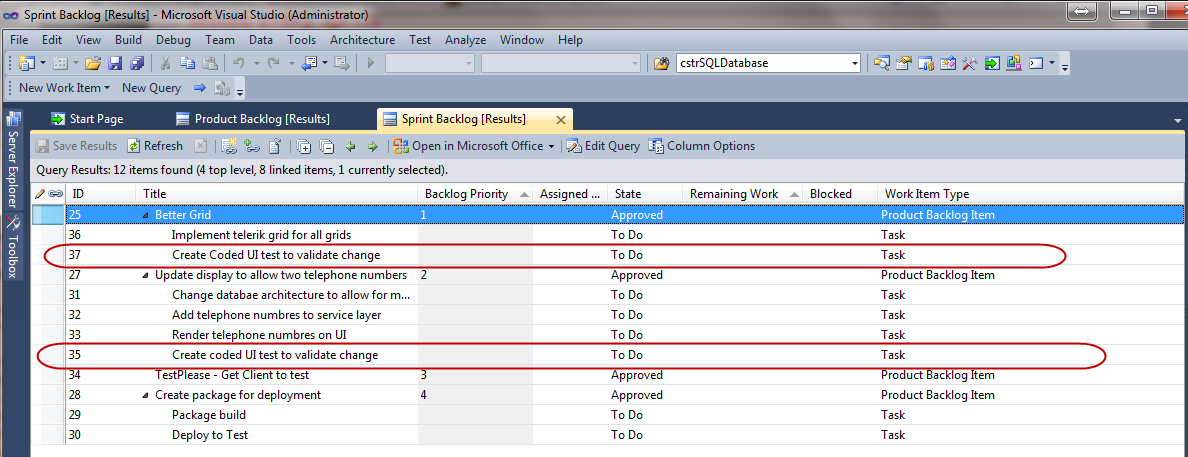 Sprint Backlog [Results] - Microsoft Visual Studio (Administrator)
File Edit View Build Debug Team Data Tools Architecture Test Analyze Window Help
cstrSQLDatabase
New Work Item New Query
Server Explorer
Toolbox
Start Page Product Backlog [Results] Sprint Backlog [Results]
Save Results Refresh Open in Microsoft Office Edit Query Column Options
Query Results: 12 items found (4 top level, 8 linked items, 1 currently selected).
ID Title Backlog Priority Assigned ... State Remaining Work Blocked Work Item Type
25 Better Grid 1 Approved Product Backlog Item
36 Implement telerik grid for all grids To Do Task
37 Create Coded UI test to validate change To Do Task
27 Update display to allow two telephone numbers 2 Approved Product Backlog Item
31 Change databae architecture to allow for m... To Do Task
32 Add telephone numbres to service layer To Do Task
33 Render telephone numbres on UI To Do Task
35 Create coded UI test to validate change To Do Task
34 TestPlease - Get Client to test 3 Approved Product Backlog Item
28 Create package for deployment 4 Approved Product Backlog Item
29 Package build To Do Task
30 Deploy to Test To Do Task